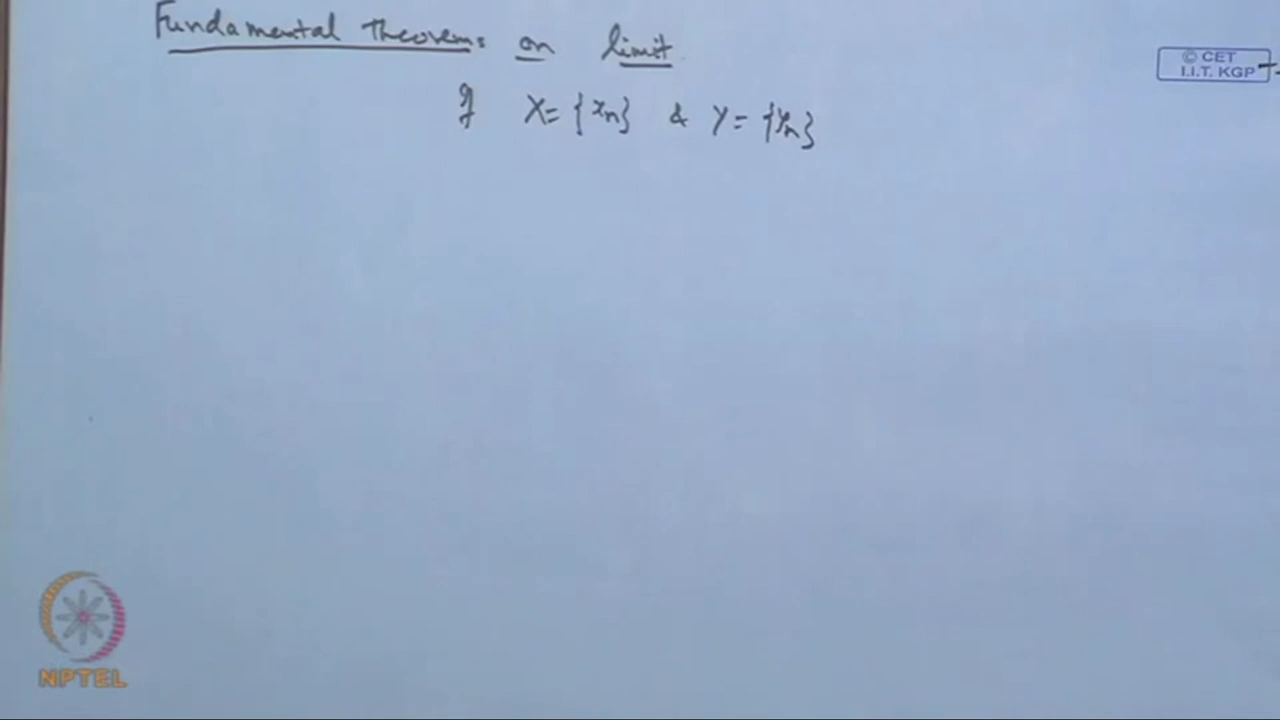 Fundamental Theorems on limit
© CET
I.I.T. KGP
If X = {xn} & Y = {yn}
NPTEL